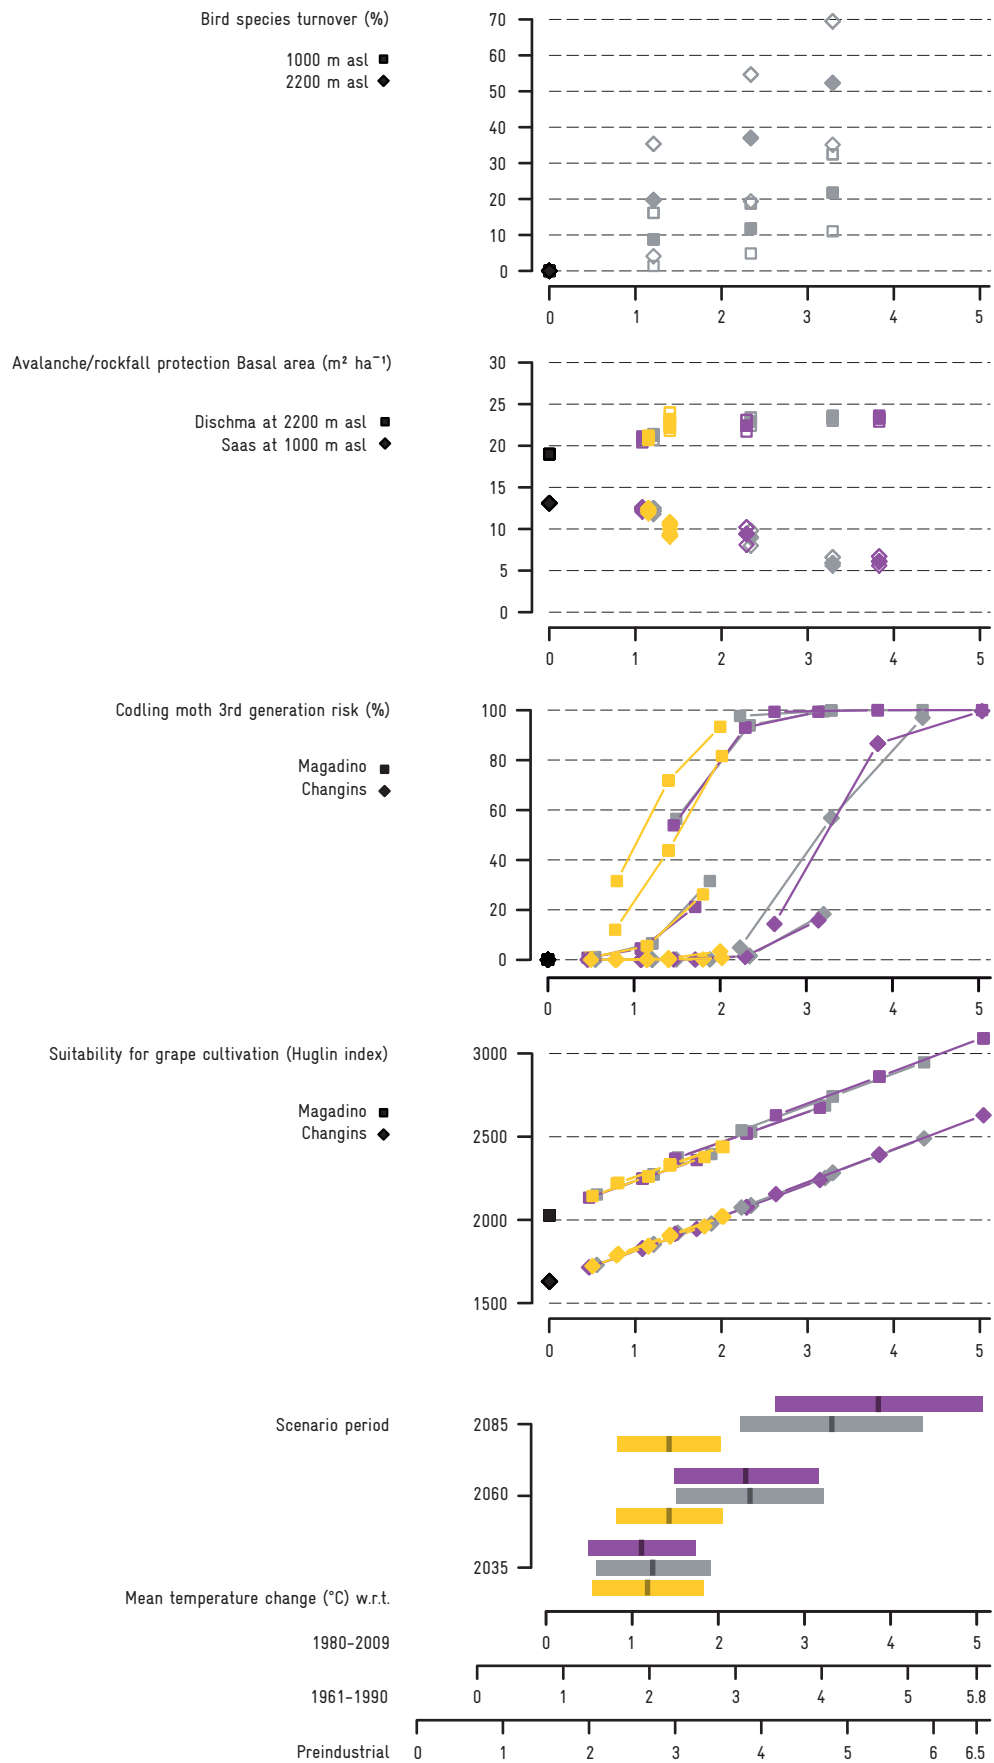 Bird species turnover (%)
1000 m asl
2200 m asl
70
60
50
40
30
20
10
0
0 1 2 3 4 5
Avalanche/rockfall protection Basal area (m² ha⁻¹)
Dischma at 2200 m asl
Saas at 1000 m asl
30
25
20
15
10
5
0
0 1 2 3 4 5
Codling moth 3rd generation risk (%)
Magadino
Changins
100
80
60
40
20
0
0 1 2 3 4 5
Suitability for grape cultivation (Huglin index)
Magadino
Changins
3000
2500
2000
1500
0 1 2 3 4 5
Scenario period
2085
2060
2035
Mean temperature change (°C) w.r.t.
1980-2009 0 1 2 3 4 5
1961-1990 0 1 2 3 4 5 5.8
Preindustrial 0 1 2 3 4 5 6 6.5